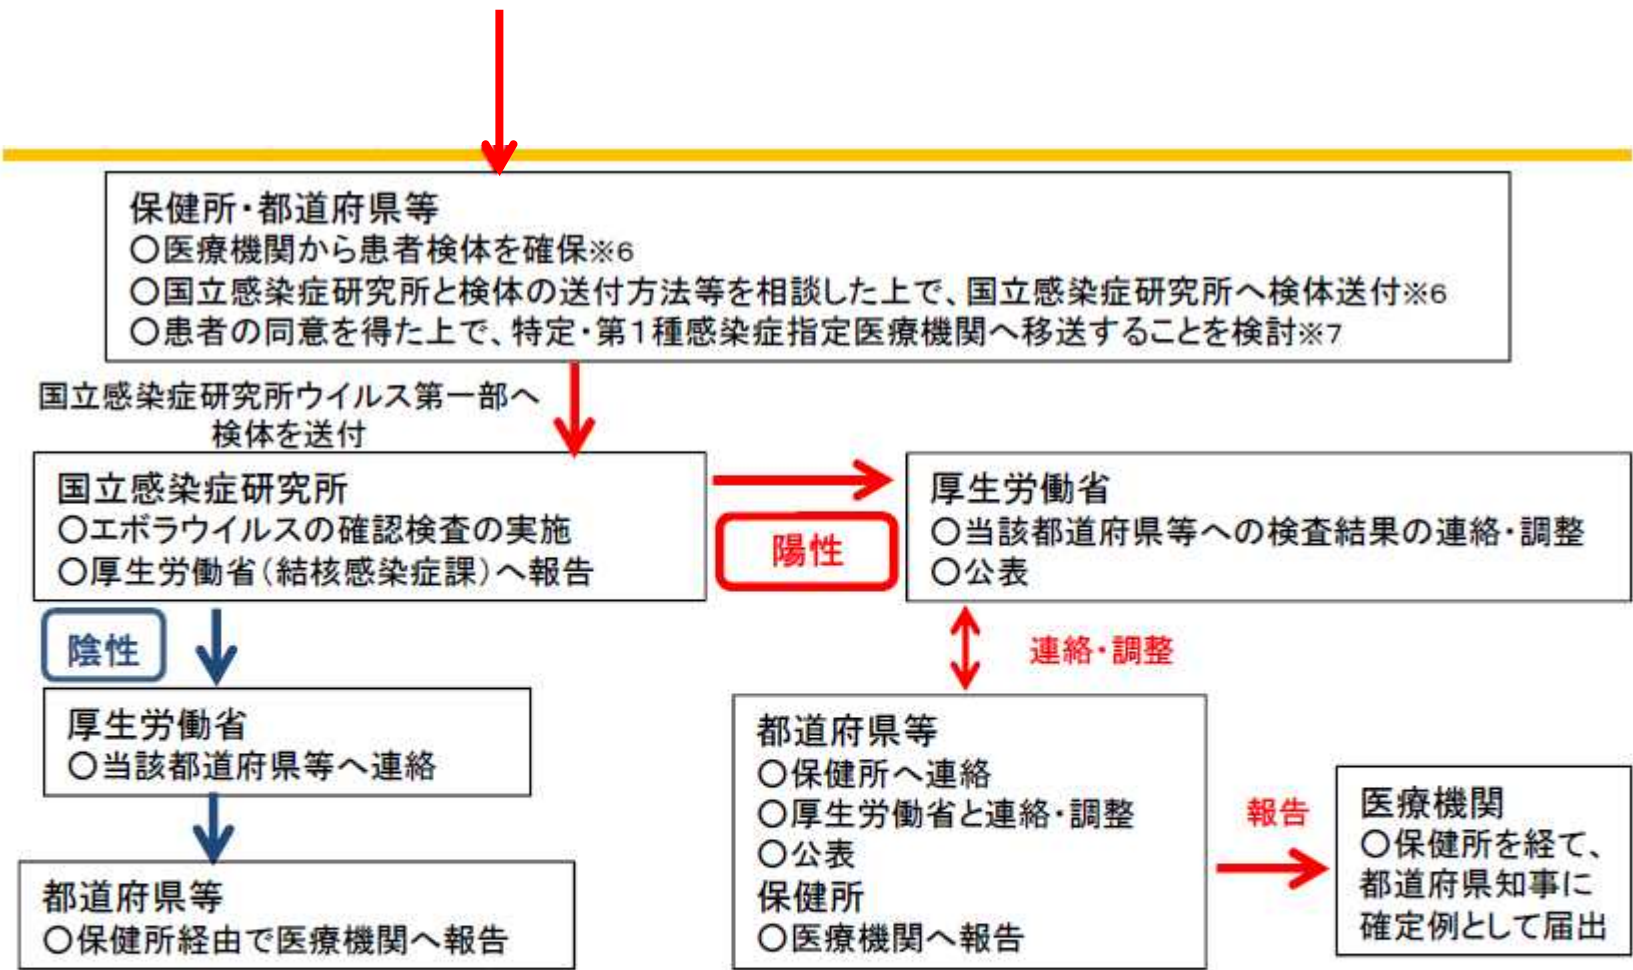 保健所・都道府県等
○医療機関から患者検体を確保※6
○国立感染症研究所と検体の送付方法等を相談した上で、国立感染症研究所へ検体送付※6
○患者の同意を得た上で、特定・第1種感染症指定医療機関へ移送することを検討※7
国立感染症研究所ウイルス第一部へ
検体を送付
国立感染症研究所
○エボラウイルスの確認検査の実施
○厚生労働省(結核感染症課)へ報告
陽性
厚生労働省
○当該都道府県等への検査結果の連絡・調整
○公表
陰性
連絡・調整
厚生労働省
○当該都道府県等へ連絡
都道府県等
○保健所経由で医療機関へ報告
都道府県等
○保健所へ連絡
○厚生労働省と連絡・調整
○公表
保健所
○医療機関へ報告
報告
医療機関
○保健所を経て、
都道府県知事に
確定例として届出